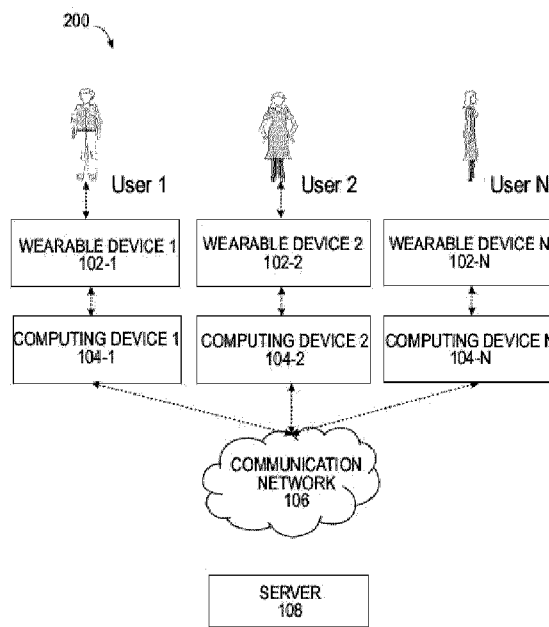 200
User 1
User 2
User N
WEARABLE DEVICE 1
102-1
WEARABLE DEVICE 2
102-2
WEARABLE DEVICE N
102-N
COMPUTING DEVICE 1
104-1
COMPUTING DEVICE 2
104-2
COMPUTING DEVICE N
104-N
COMMUNICATION
NETWORK
106
SERVER
108